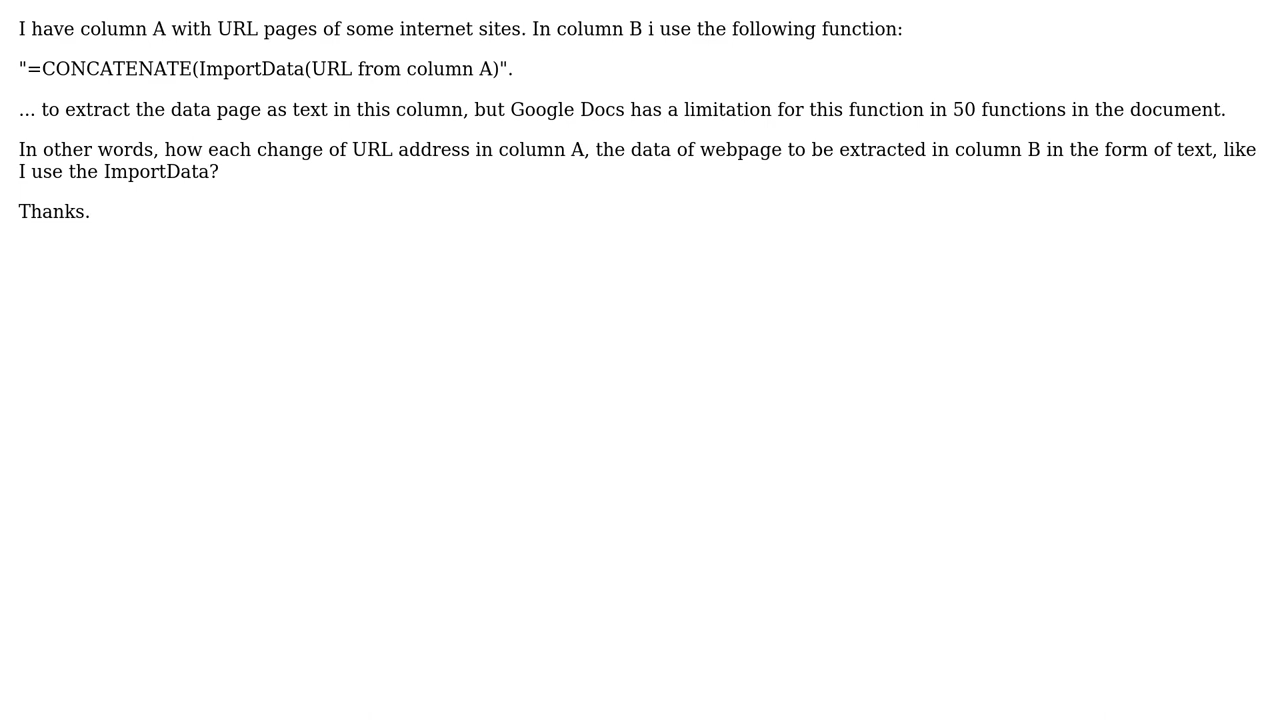 I have column A with URL pages of some internet sites. In column B i use the following function:
"=CONCATENATE(ImportData(URL from column A)".
... to extract the data page as text in this column, but Google Docs has a limitation for this function in 50 functions in the document.
In other words, how each change of URL address in column A, the data of webpage to be extracted in column B in the form of text, like
I use the ImportData?
Thanks.